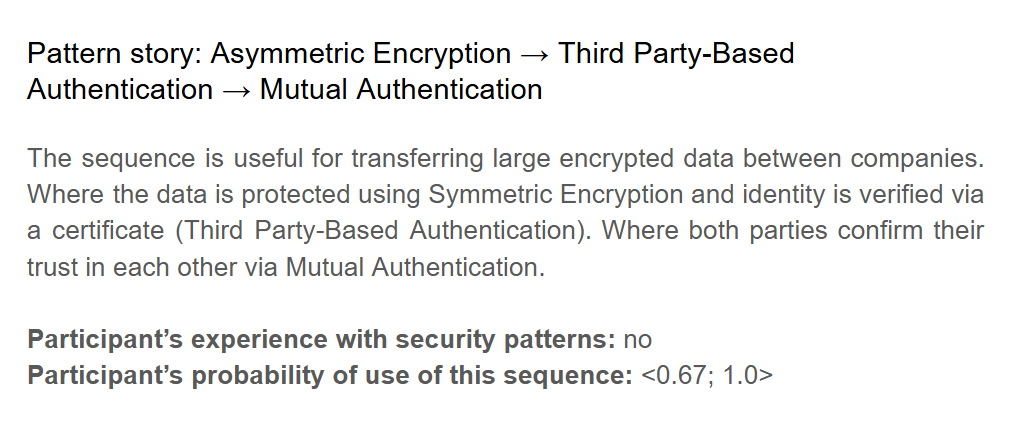 Pattern story: Asymmetric Encryption → Third Party-Based
Authentication → Mutual Authentication
The sequence is useful for transferring large encrypted data between companies.
Where the data is protected using Symmetric Encryption and identity is verified via
a certificate (Third Party-Based Authentication). Where both parties confirm their
trust in each other via Mutual Authentication.
Participant’s experience with security patterns: no
Participant’s probability of use of this sequence: <0.67; 1.0>